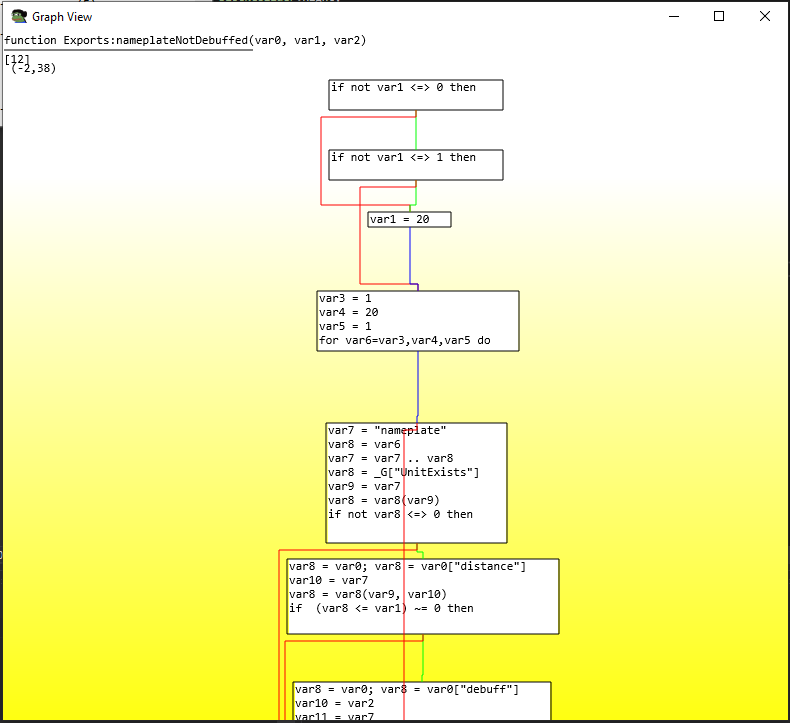 Graph View
function Exports:nameplateNotDebuffed(var0, var1, var2)
[12]
(-2,38)
if not var1 <=> 0 then
if not var1 <=> 1 then
var1 = 20
var3 = 1
var4 = 20
var5 = 1
for var6=var3,var4,var5 do
var7 = "nameplate"
var8 = var6
var7 = var7 .. var8
var8 = _G["UnitExists"]
var9 = var7
var8 = var8(var9)
if not var8 <=> 0 then
var8 = var0; var8 = var0["distance"]
var10 = var7
var8 = var8(var9, var10)
if  (var8 <= var1) ~= 0 then
var8 = var0; var8 = var0["debuff"]
var10 = var2
var11 = var7